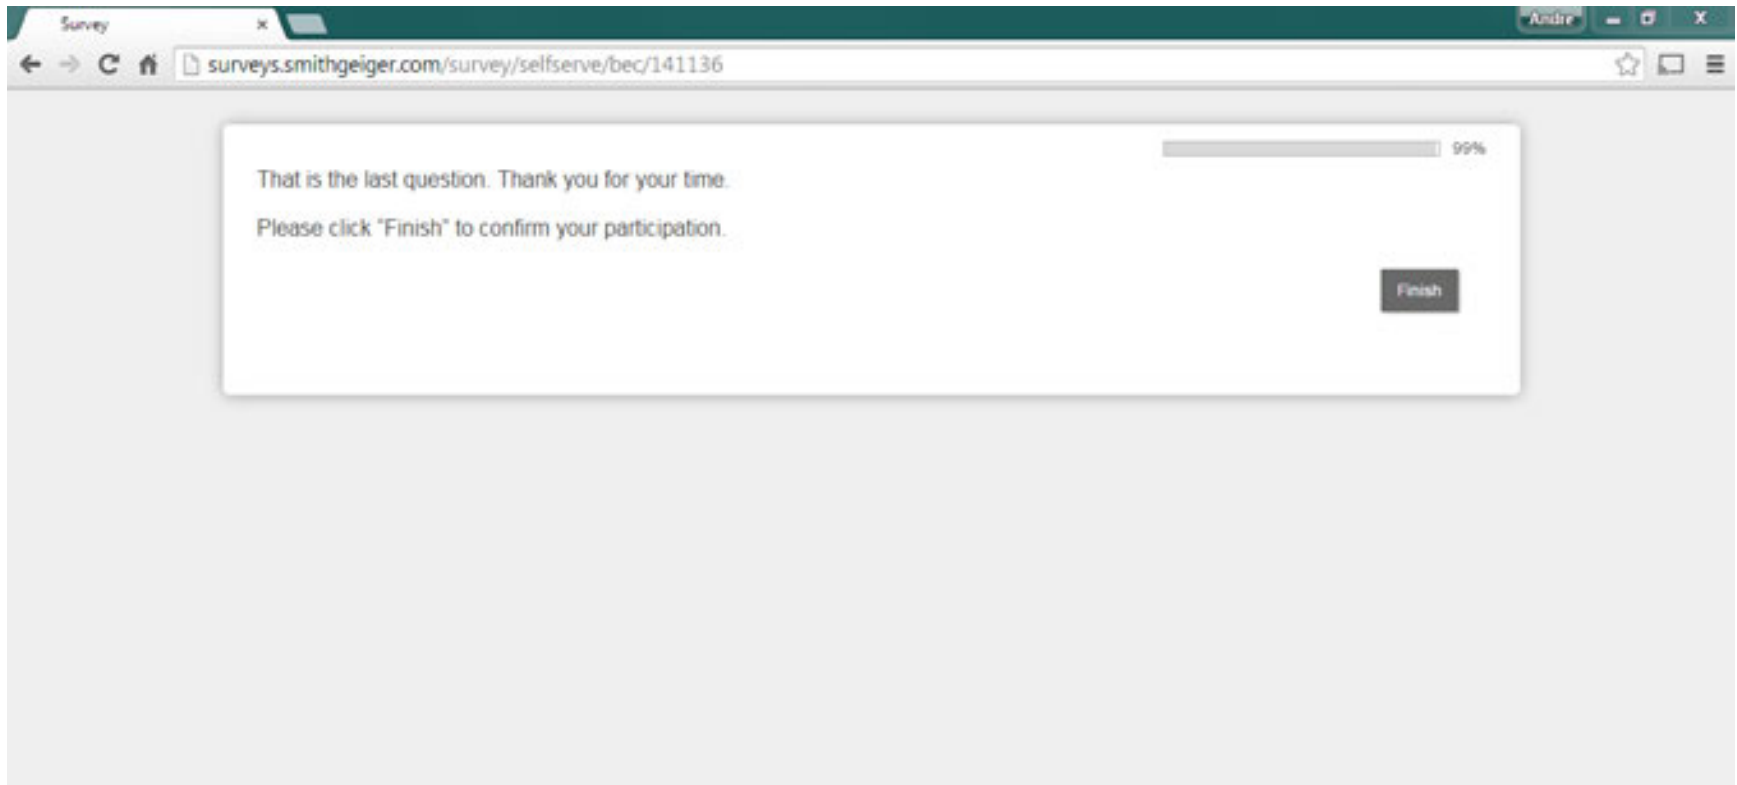 Survey
Andre
surveys.smithgeiger.com/survey/selfserve/bec/141136
99%
That is the last question. Thank you for your time.
Please click "Finish" to confirm your participation.
Finish